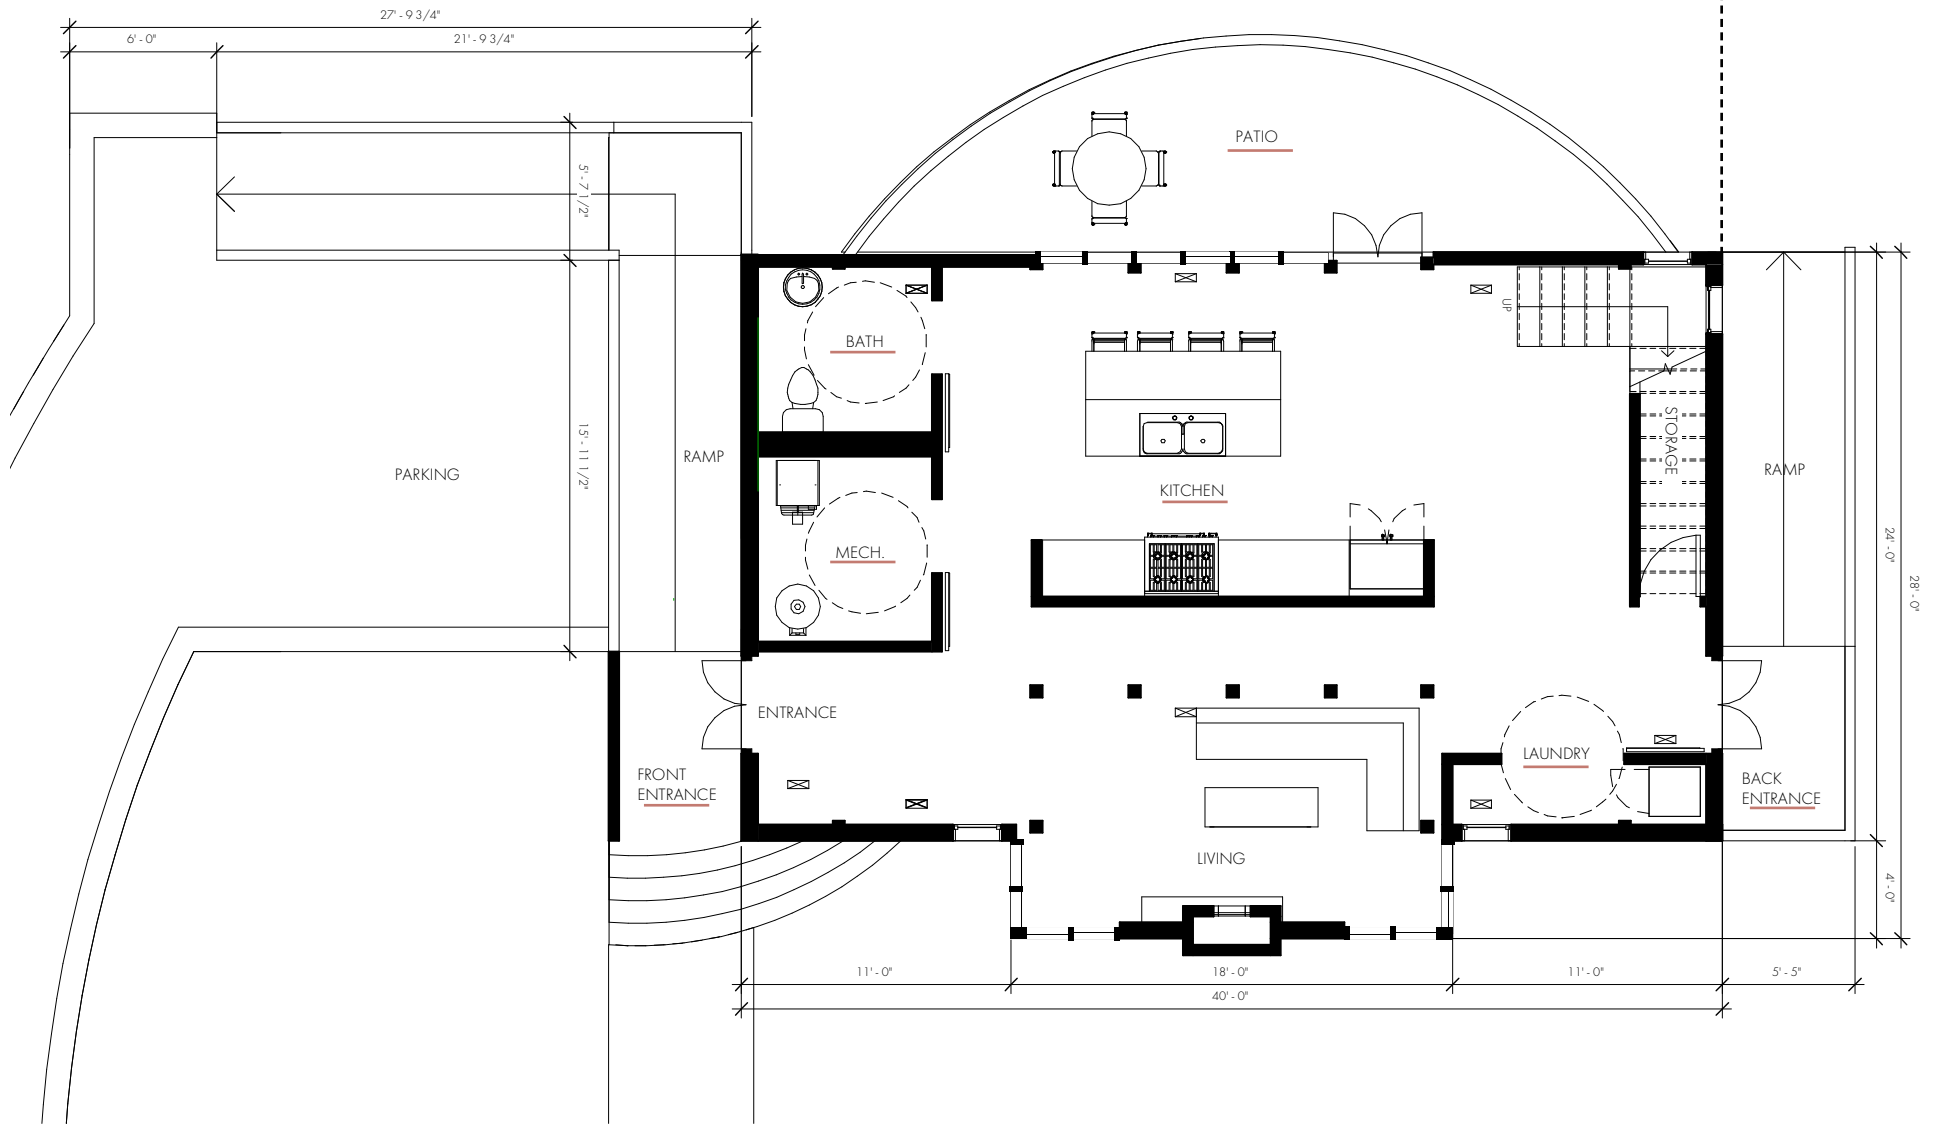 27' - 9 3/4"
6' - 0"
21' - 9 3/4"
5' - 7 1/2"
PATIO
UP
BATH
STORAGE
15' - 11 1/2"
RAMP
PARKING
RAMP
KITCHEN
MECH.
24' - 0"
28' - 0"
ENTRANCE
LAUNDRY
FRONT
ENTRANCE
BACK
ENTRANCE
LIVING
4' - 0"
11' - 0"
18' - 0"
11' - 0"
5' - 5"
40' - 0"